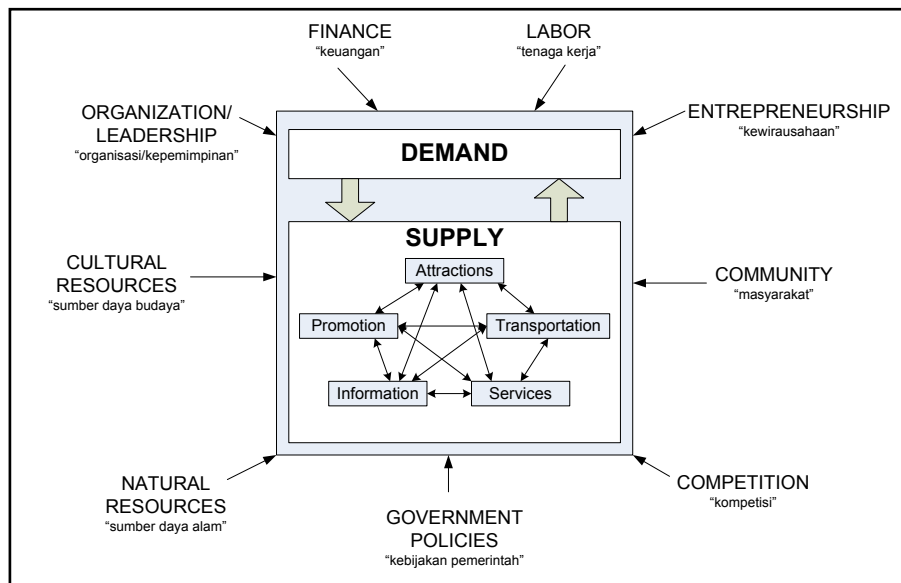 FINANCE
“keuangan”
LABOR
“tenaga kerja”
ORGANIZATION/
LEADERSHIP
“organisasi/kepemimpinan”
ENTREPRENEURSHIP
“kewirausahaan”
DEMAND
SUPPLY
Attractions
CULTURAL
RESOURCES
“sumber daya budaya”
COMMUNITY
“masyarakat”
Promotion
Transportation
Information
Services
NATURAL
RESOURCES
“sumber daya alam”
COMPETITION
“kompetisi”
GOVERNMENT
POLICIES
“kebijakan pemerintah”